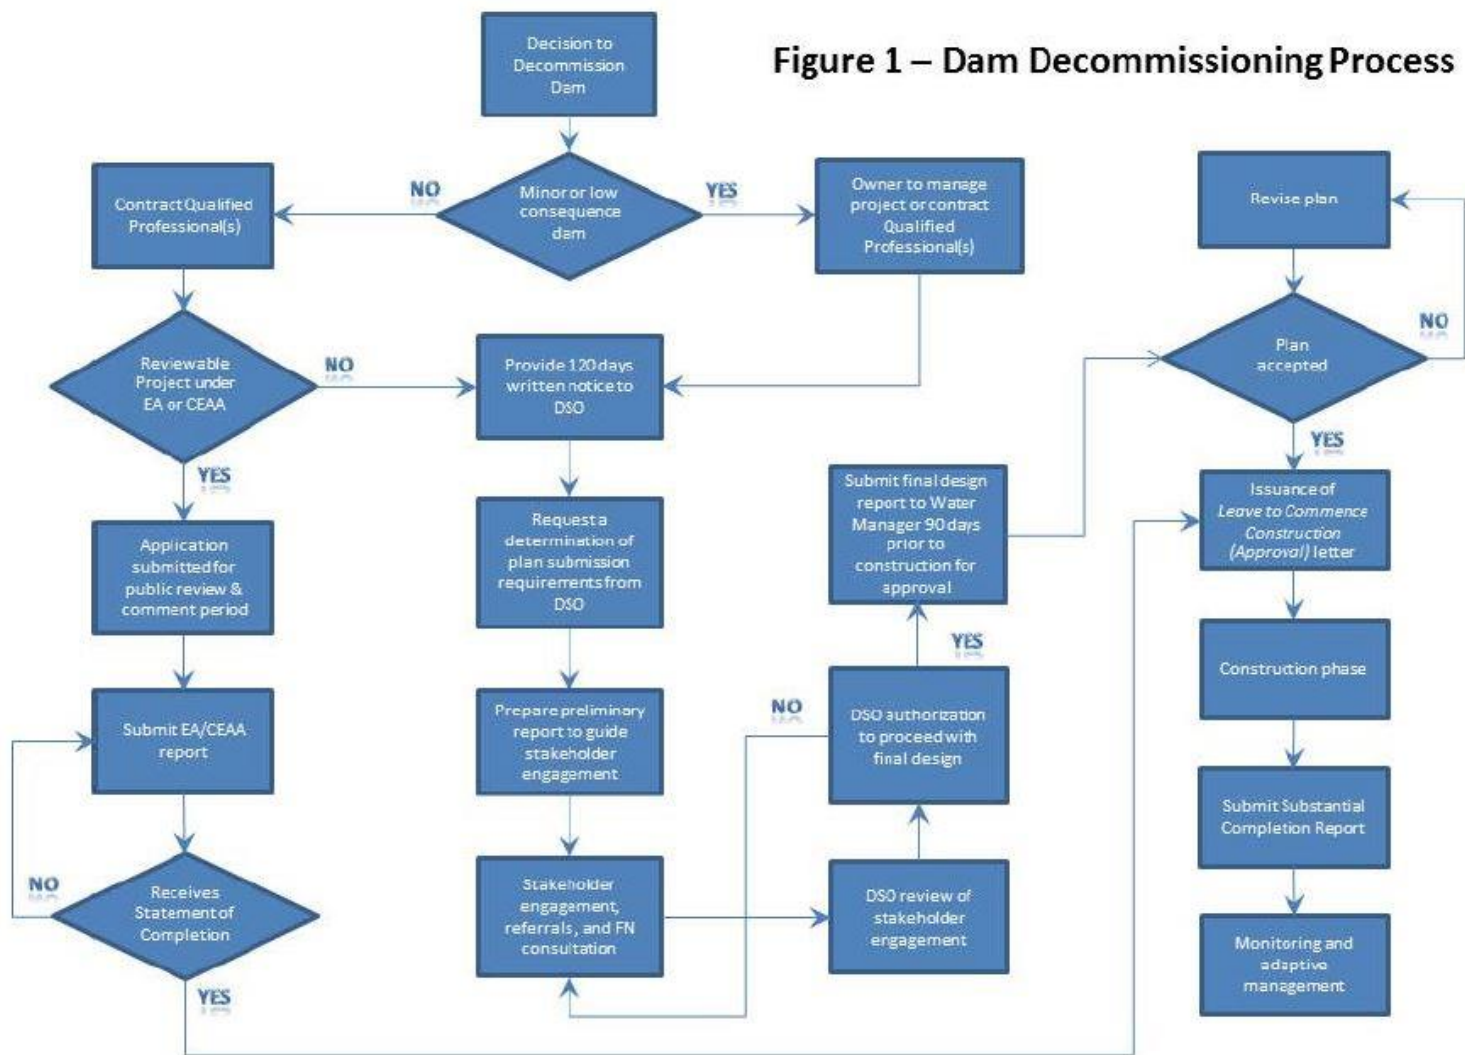 Figure 1 – Dam Decommissioning Process
Decision to
Decommission
Dam
Minor or low
consequence
dam
NO
YES
Contract Qualified
Professional(s)
Owner to manage
project or contract
Qualified
Professional(s)
Revise plan
Reviewable
Project under
EA or CEAA
NO
YES
Provide 120 days
written notice to
DSO
Plan
accepted
NO
YES
Application
submitted for
public review &
comment period
Request a
determination of
plan submission
requirements from
DSO
Submit final design
report to Water
Manager 90 days
prior to
construction for
approval
Issuance of
Leave to Commence
Construction
(Approval) letter
Submit EA/CEAA
report
Prepare preliminary
report to guide
stakeholder
engagement
NO
YES
DSO authorization
to proceed with
final design
Construction phase
Submit Substantial
Completion Report
NO
Receives
Statement of
Completion
YES
Stakeholder
engagement,
referrals, and FN
consultation
DSO review of
stakeholder
engagement
Monitoring and
adaptive
management